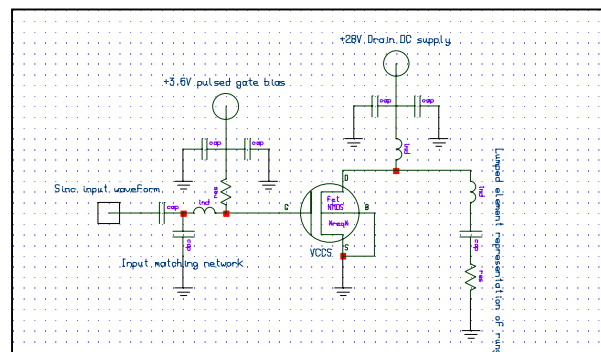 +28V Drain DC supply
+3.6V pulsed gate bias
cap
cap
cap
cap
ind
Lumped element representation of
Sinc input waveform
res
ind
D
ind
cap
G
Fet
NMOS
B
cap
S
cap
VCCS
Input matching network
res